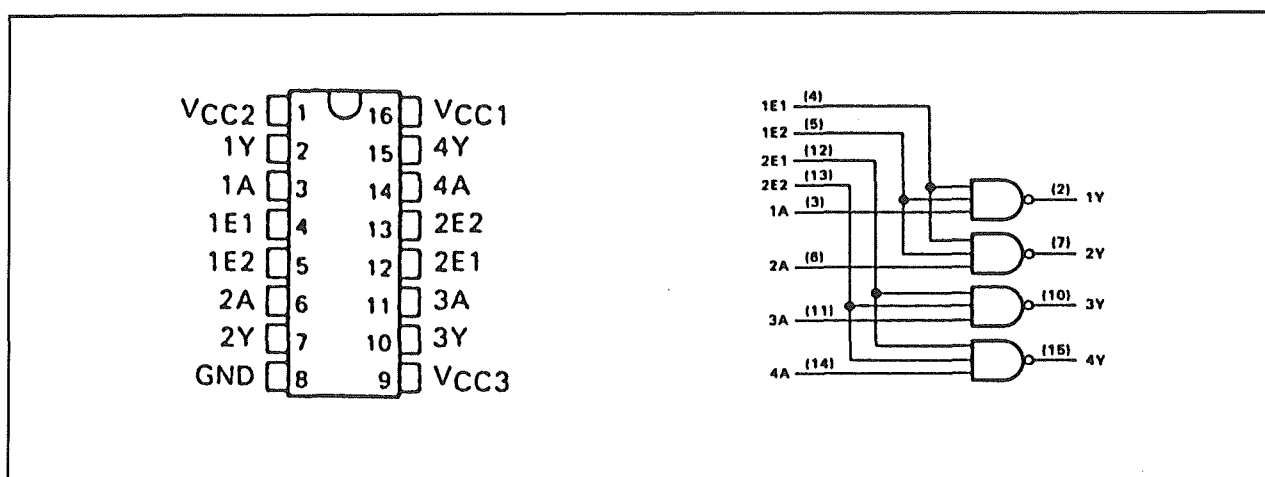 VCC2 1 16 VCC1
1Y 2 15 4Y
1A 3 14 4A
1E1 4 13 2E2
1E2 5 12 2E1
2A 6 11 3A
2Y 7 10 3Y
GND 8 9 VCC3
1E1 (4)
1E2 (5)
2E1 (12)
2E2 (13)
1A (3) (2) 1Y
2A (6) (7) 2Y
3A (11) (10) 3Y
4A (14) (15) 4Y